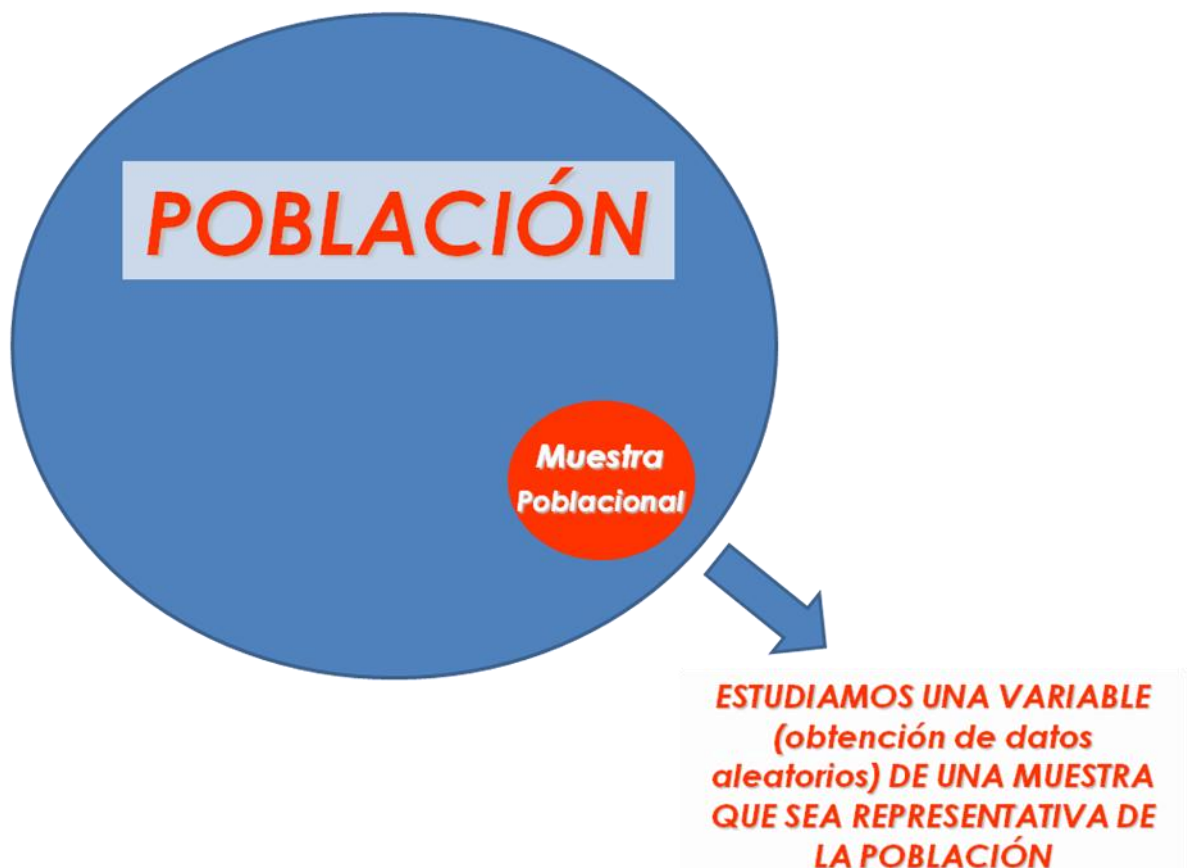 POBLACIÓN
Muestra
Poblacional
ESTUDIAMOS UNA VARIABLE
(obtención de datos
aleatorios) DE UNA MUESTRA
QUE SEA REPRESENTATIVA DE
LA POBLACIÓN